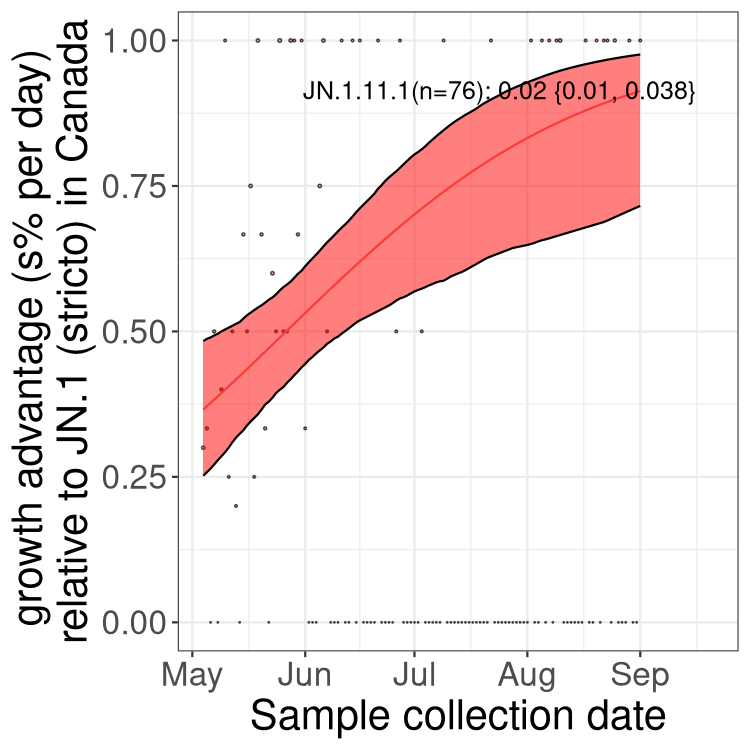 growth advantage (s% per day)
relative to JN.1 (stricto) in Canada
1.00
0.75
0.50
0.25
0.00
JN.1.11.1(n=76): 0.02 {0.01, 0.038}
May Jun Jul Aug Sep
Sample collection date